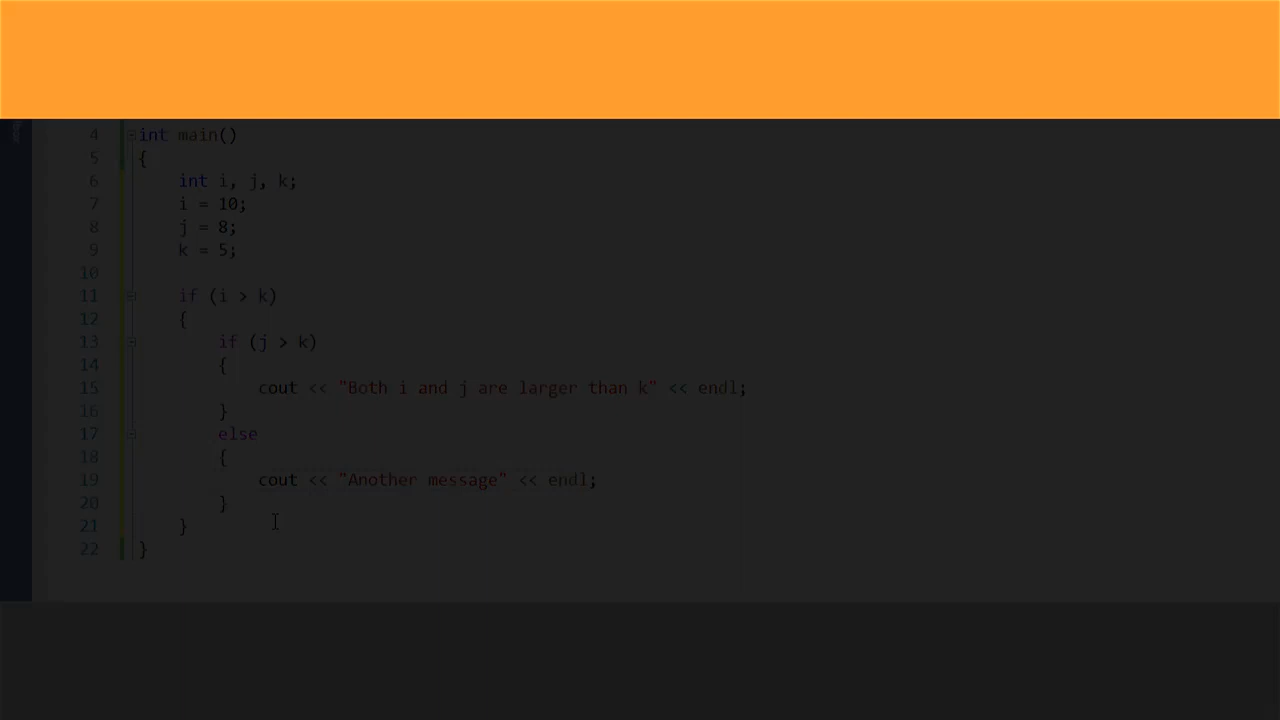 4 int main()
5 {
6 int i, j, k;
7 i = 10;
8 j = 8;
9 k = 5;
10
11 if (i > k)
12 {
13 if (j > k)
14 {
15 cout << "Both i and j are larger than k" << endl;
16 }
17 else
18 {
19 cout << "Another message" << endl;
20 }
21 }
22 }